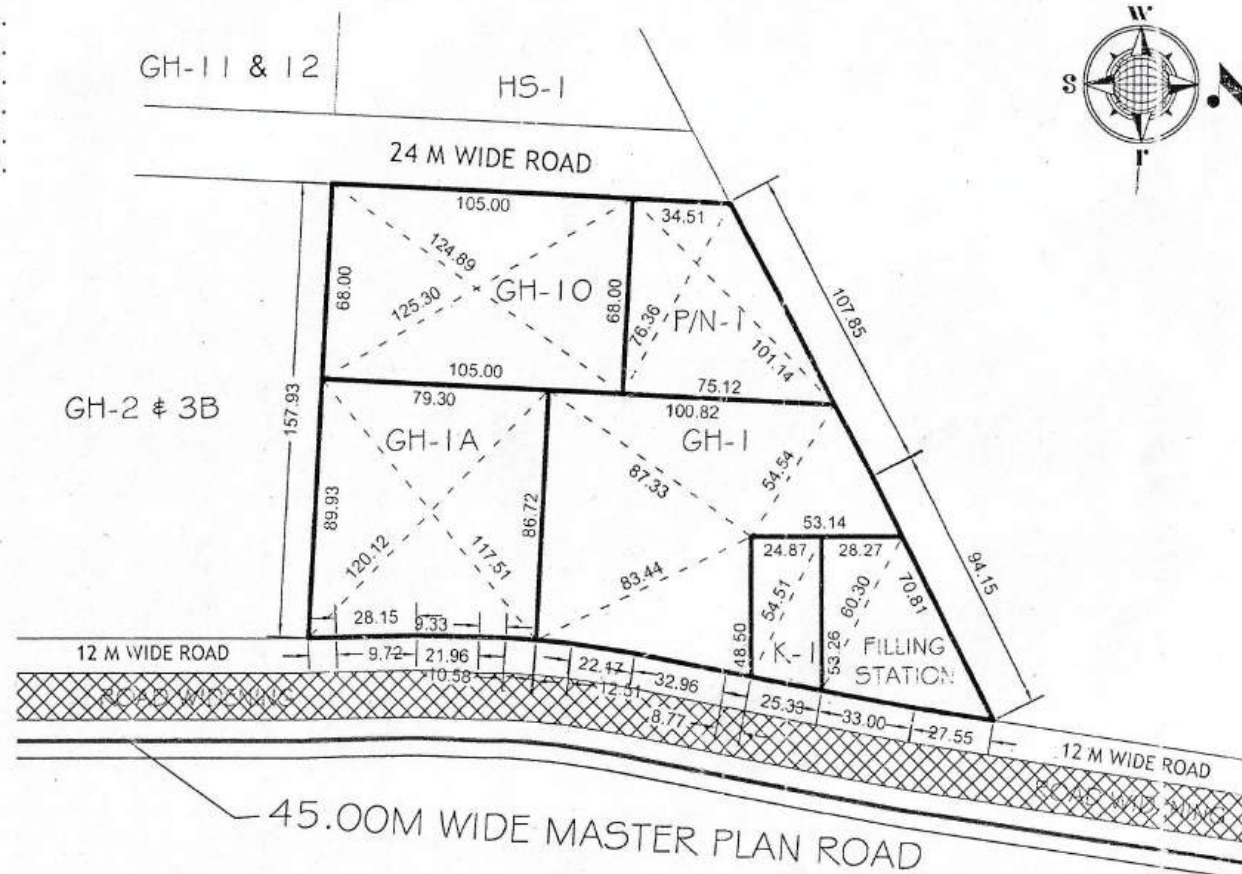 W
S
GH-11 & 12
HS-1
24 M WIDE ROAD
105.00
34.51
124.89
68.00
GH-10
68.00
125.30
76.36
P/N-1
107.85
101.14
105.00
75.12
79.30
100.82
GH-2 & 3B
157.93
GH-1A
GH-1
87.33
54.54
89.93
86.72
53.14
24.87
28.27
94.15
120.12
117.51
83.44
54.51
60.30
70.81
28.15
9.33
48.50
K-1
53.26
FILLING
STATION
12 M WIDE ROAD
9.72
21.96
10.58
22.17
12.51
32.96
8.77
25.33
33.00
27.55
12 M WIDE ROAD
ROAD WIDENING
45.00M WIDE MASTER PLAN ROAD